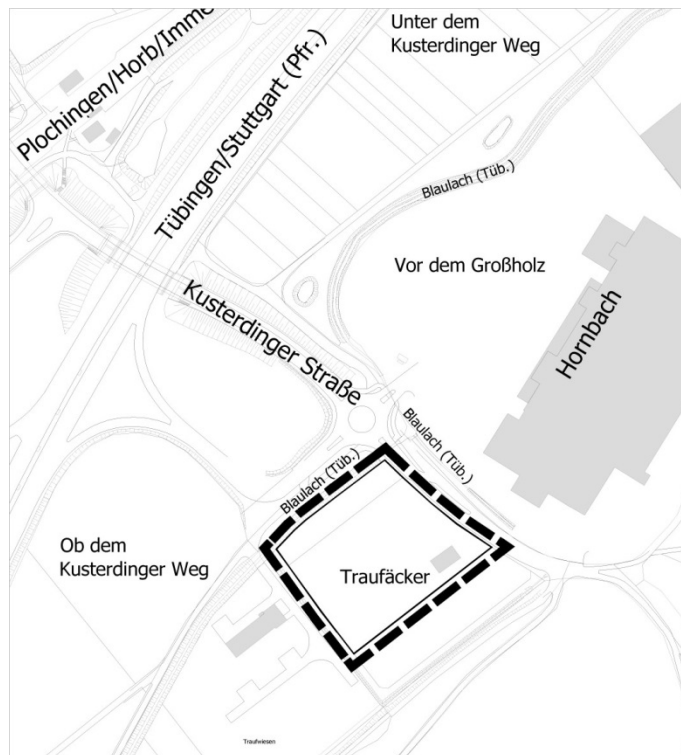 Unter dem
Kusterdinger Weg
Plochingen/Horb/Imme
Tübingen/Stuttgart (Pfr.)
Blaulach (Tüb.)
Vor dem Großholz
Kusterdinger Straße
Hornbach
Blaulach (Tüb.)
Blaulach (Tüb.)
Ob dem
Kusterdinger Weg
Traufäcker
Traufwiesen